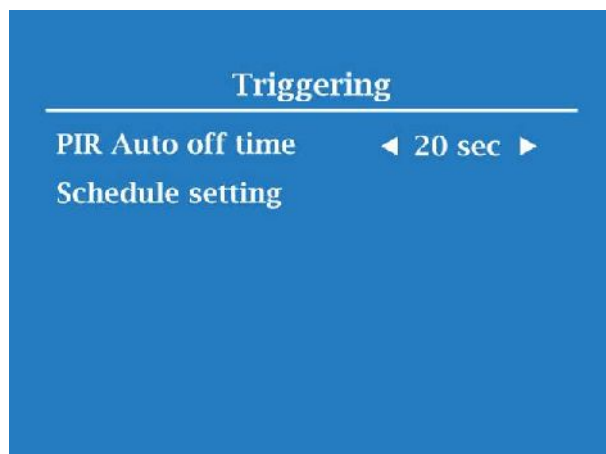 Triggering
PIR Auto off time ◀ 20 sec ▶
Schedule setting